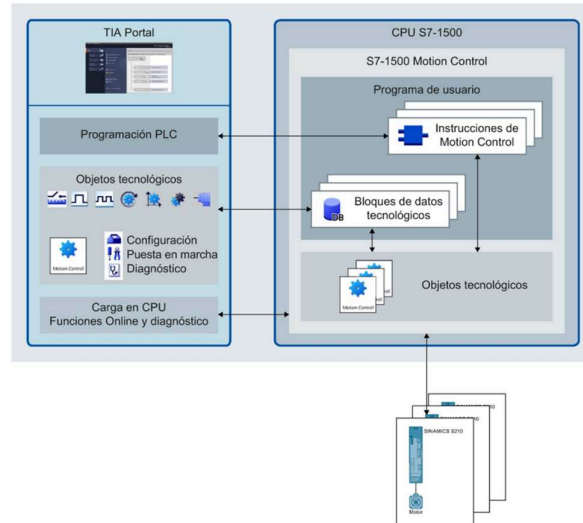 TIA Portal
Programación PLC
Objetos tecnológicos
Motion Control
Configuración
Puesta en marcha
Diagnóstico
Carga en CPU
Funciones Online y diagnóstico
CPU S7-1500
S7-1500 Motion Control
Programa de usuario
Instrucciones de
Motion Control
DB
Bloques de datos
tecnológicos
Motion Control
Objetos tecnológicos
SINAMICS S210
Motor